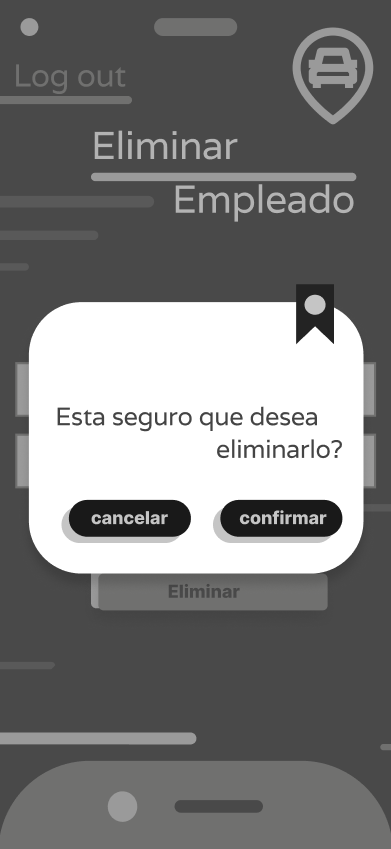 Log out
Eliminar
Empleado
Esta seguro que desea
eliminarlo?
cancelar
confirmar
Eliminar